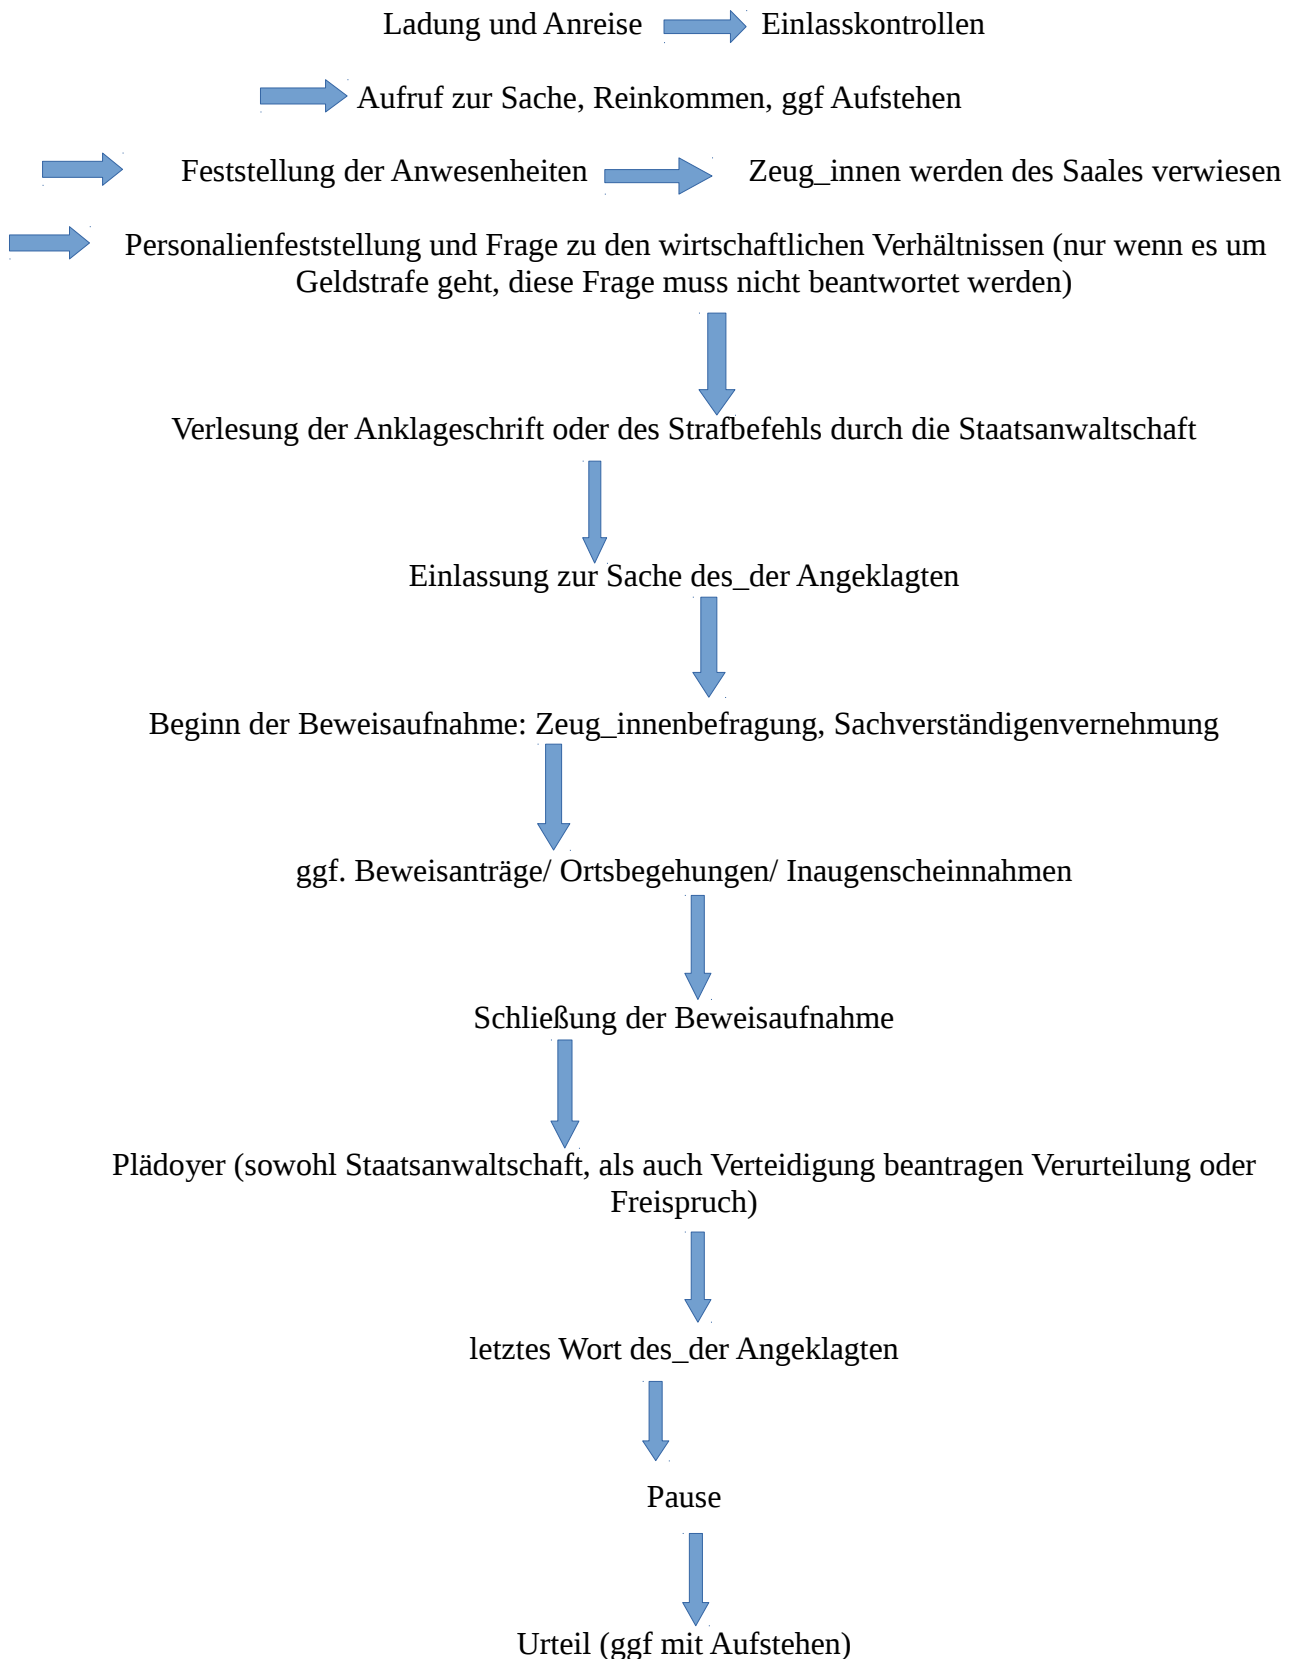 Ladung und Anreise Einlasskontrollen
Aufruf zur Sache, Reinkommen, ggf Aufstehen
Feststellung der Anwesenheiten Zeug_innen werden des Saales verwiesen
Personalienfeststellung und Frage zu den wirtschaftlichen Verhältnissen (nur wenn es um
Geldstrafe geht, diese Frage muss nicht beantwortet werden)
Verlesung der Anklageschrift oder des Strafbefehls durch die Staatsanwaltschaft
Einlassung zur Sache des_der Angeklagten
Beginn der Beweisaufnahme: Zeug_innenbefragung, Sachverständigenvernehmung
ggf. Beweisanträge/ Ortsbegehungen/ Inaugenscheinnahmen
Schließung der Beweisaufnahme
Plädoyer (sowohl Staatsanwaltschaft, als auch Verteidigung beantragen Verurteilung oder
Freispruch)
letztes Wort des_der Angeklagten
Pause
Urteil (ggf mit Aufstehen)